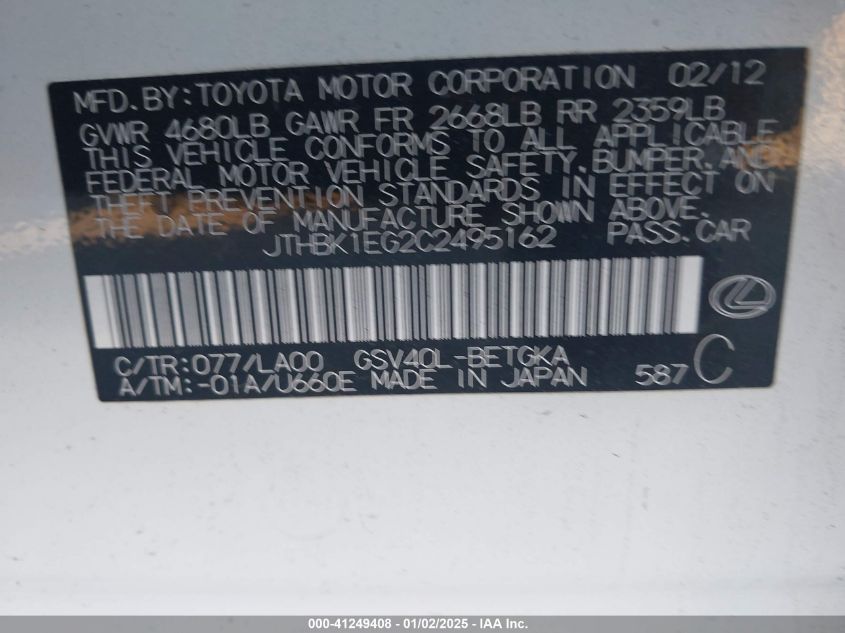 MFD. BY: TOYOTA MOTOR CORPORATION 02/12
GVWR 4680LB GAWR FR 2668LB RR 2359LB
THIS VEHICLE CONFORMS TO ALL APPLICABLE
FEDERAL MOTOR VEHICLE SAFETY, BUMPER, AND
THEFT PREVENTION STANDARDS IN EFFECT ON
THE DATE OF MANUFACTURE SHOWN ABOVE.
JTHBK1EG2C2495162 PASS. CAR
C/TR: 077/LA00 GSV40L-BETGKA
A/TM: -01A/U660E MADE IN JAPAN 587 C
000-41249408 - 01/02/2025 - IAA Inc.